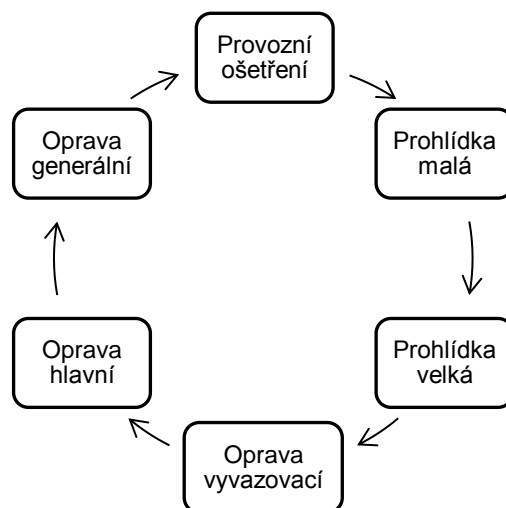 Provozní
ošetření
Prohlídka
malá
Prohlídka
velká
Oprava
vyvazovací
Oprava
hlavní
Oprava
generální